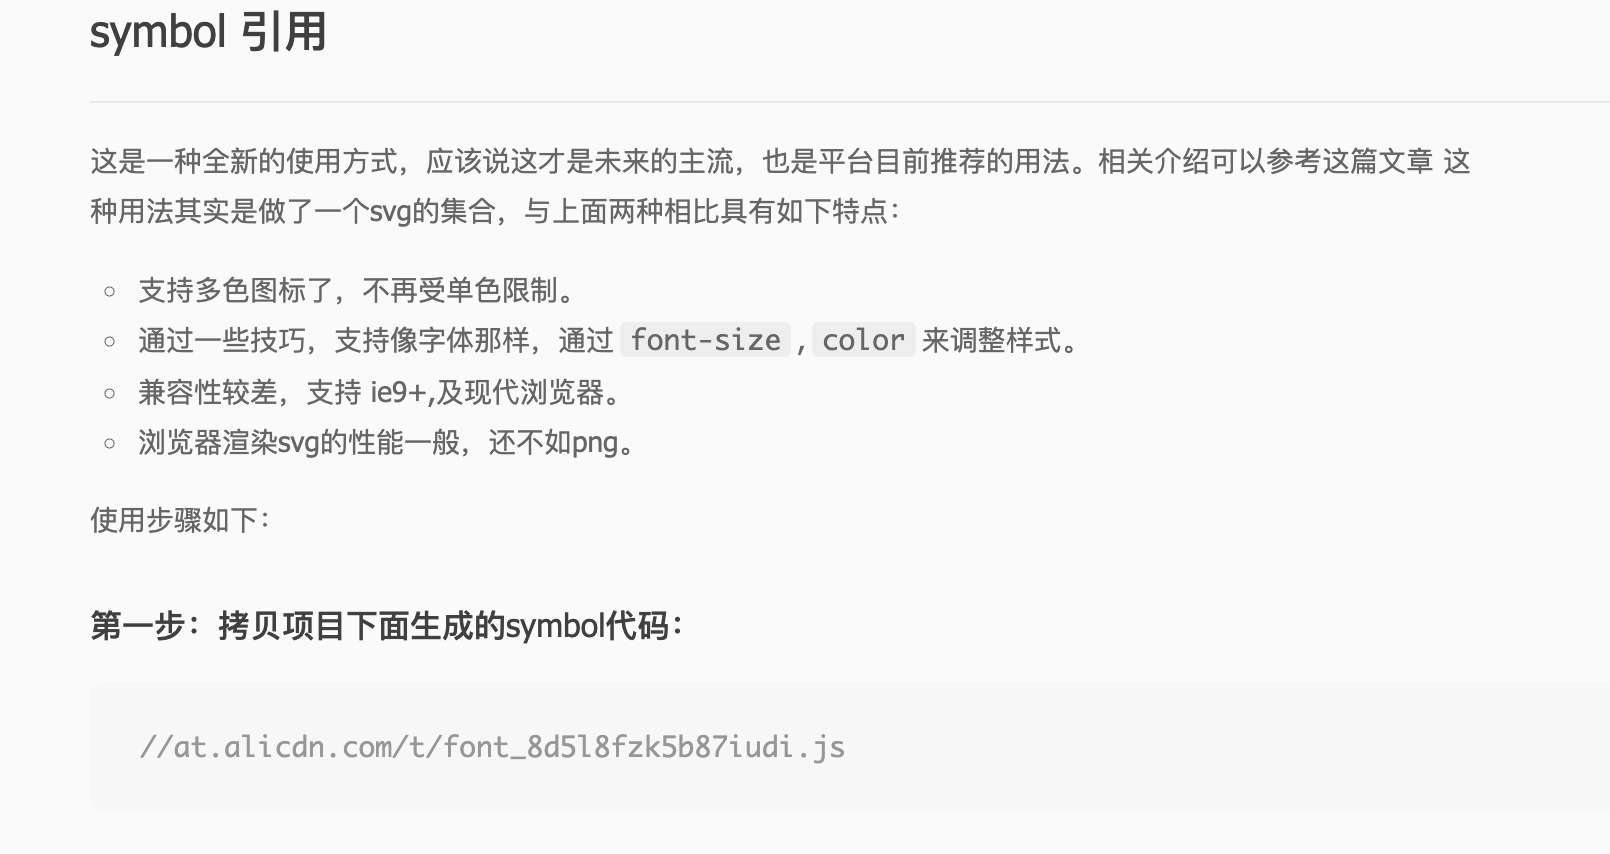 symbol 引用
这是一种全新的使用方式，应该说这才是未来的主流，也是平台目前推荐的用法。相关介绍可以参考这篇文章 这
种用法其实是做了一个svg的集合，与上面两种相比具有如下特点：
支持多色图标了，不再受单色限制。
通过一些技巧，支持像字体那样，通过 font-size , color 来调整样式。
兼容性较差，支持 ie9+,及现代浏览器。
浏览器渲染svg的性能一般，还不如png。
使用步骤如下：
第一步：拷贝项目下面生成的symbol代码：
//at.alicdn.com/t/font_8d5l8fzk5b87iudi.js